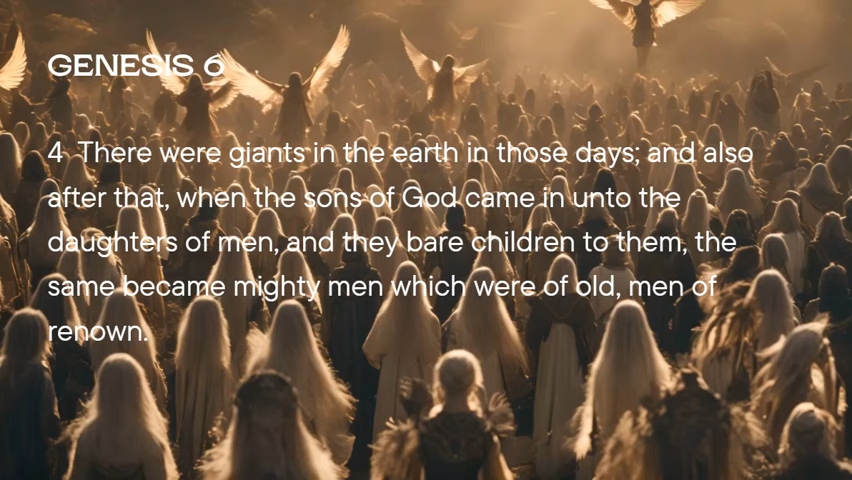 GENESIS 6
4 There were giants in the earth in those days; and also
after that, when the sons of God came in unto the
daughters of men, and they bare children to them, the
same became mighty men which were of old, men of
renown.